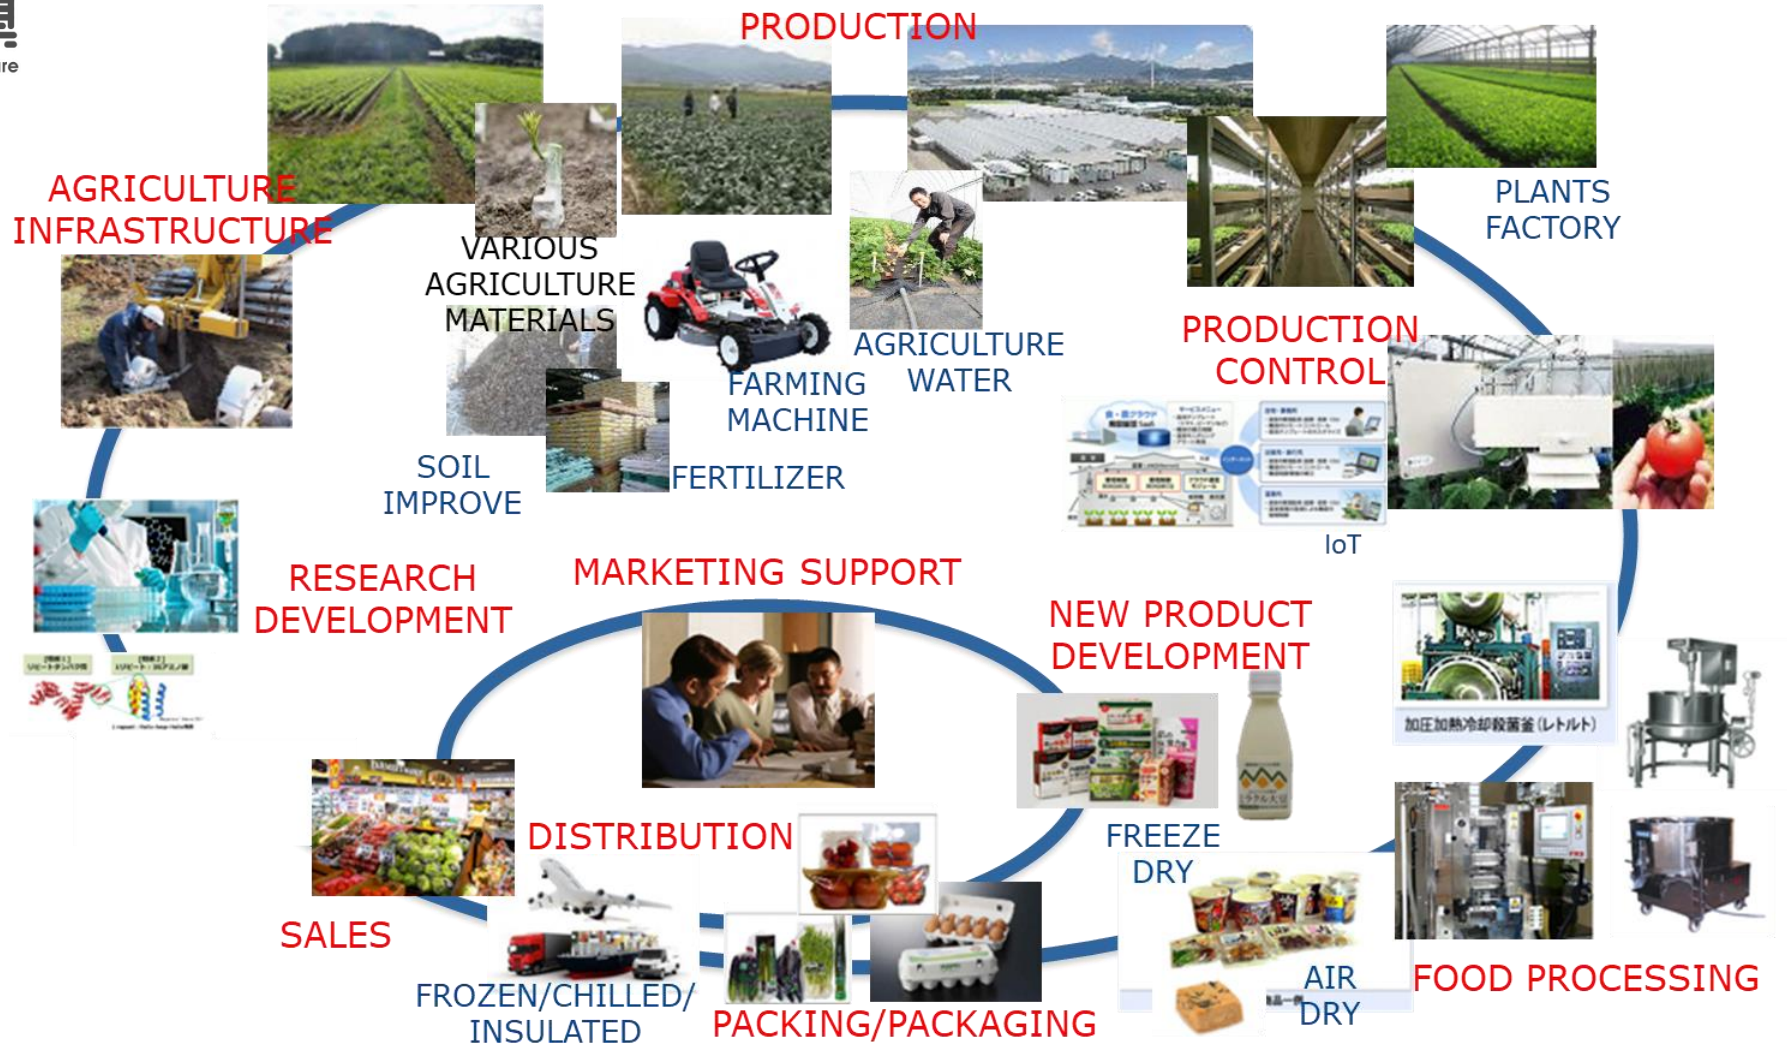 ire
PRODUCTION
AGRICULTURE
INFRASTRUCTURE
VARIOUS
AGRICULTURE
MATERIALS
PLANTS
FACTORY
AGRICULTURE
WATER
FARMING
MACHINE
PRODUCTION
CONTROL
SOIL
IMPROVE
FERTILIZER
IoT
RESEARCH
DEVELOPMENT
MARKETING SUPPORT
NEW PRODUCT
DEVELOPMENT
加圧加熱冷却殺菌釜(レトルト)
DISTRIBUTION
FREEZE
DRY
SALES
FROZEN/CHILLED/
INSULATED
PACKING/PACKAGING
AIR
DRY
FOOD PROCESSING